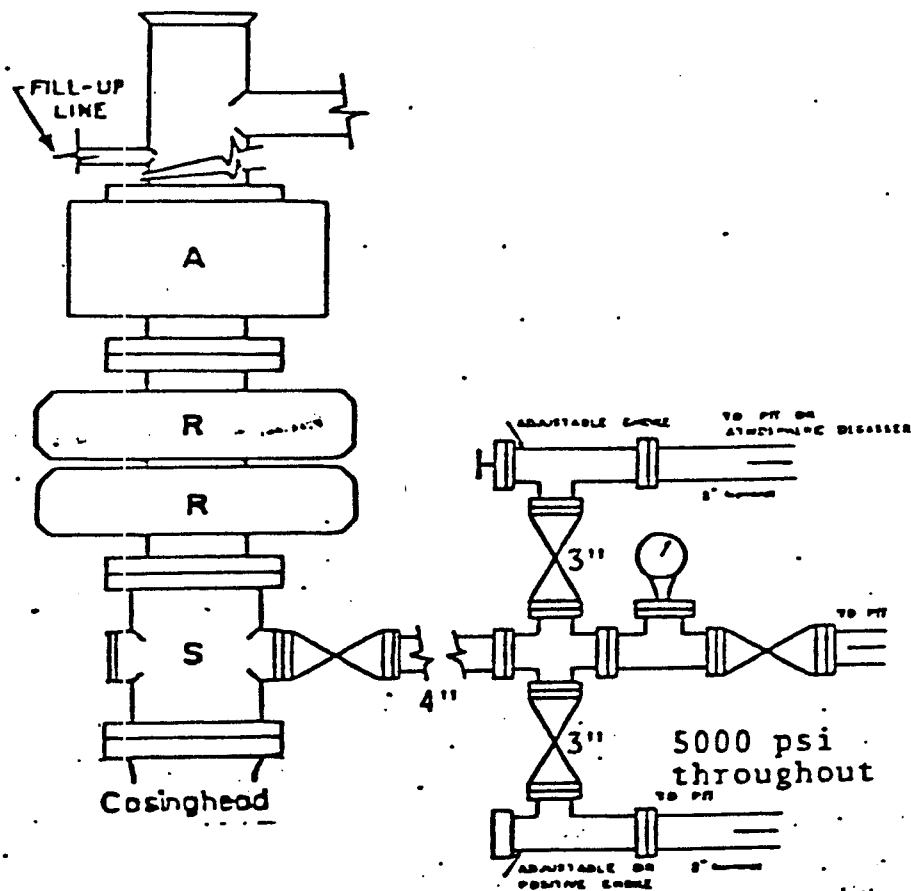 FILL-UP
LINE
A
R
R
S
Casinghead
4"
3"
3"
ADJUSTABLE CHOKE
TO PIT OR
ATMOSPHERIC DEGASSER
TO PIT
5000 psi
throughout
TO PIT
ADJUSTABLE OR
POSITIVE CHOKE